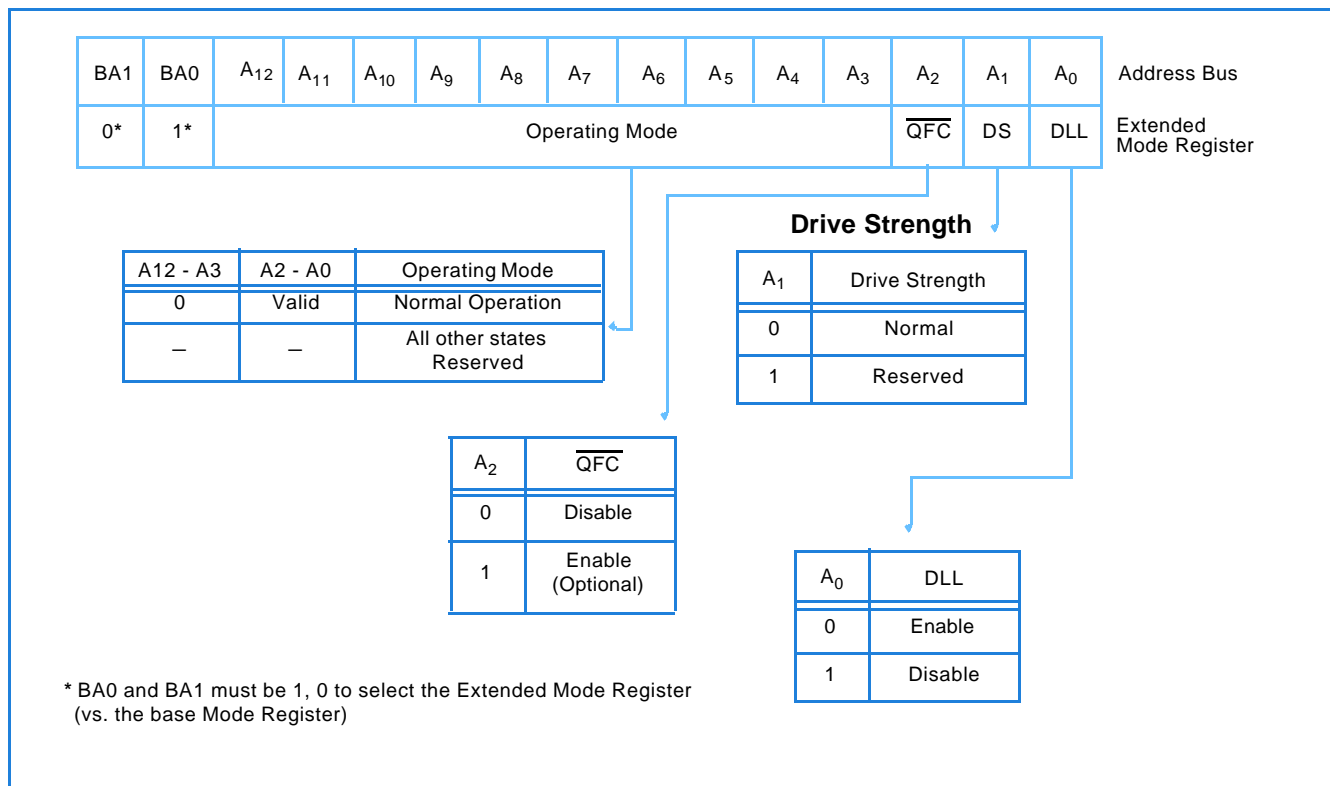 BA1 BA0 A12 A11 A10 A9 A8 A7 A6 A5 A4 A3 A2 A1 A0 Address Bus
0* 1* Operating Mode Q̅F̅C̅ DS DLL Extended
Mode Register
Drive Strength
A12 - A3 A2 - A0 Operating Mode
0 Valid Normal Operation
– – All other states
Reserved
A1 Drive Strength
0 Normal
1 Reserved
A2 Q̅F̅C̅
0 Disable
1 Enable
(Optional)
A0 DLL
0 Enable
1 Disable
* BA0 and BA1 must be 1, 0 to select the Extended Mode Register
(vs. the base Mode Register)